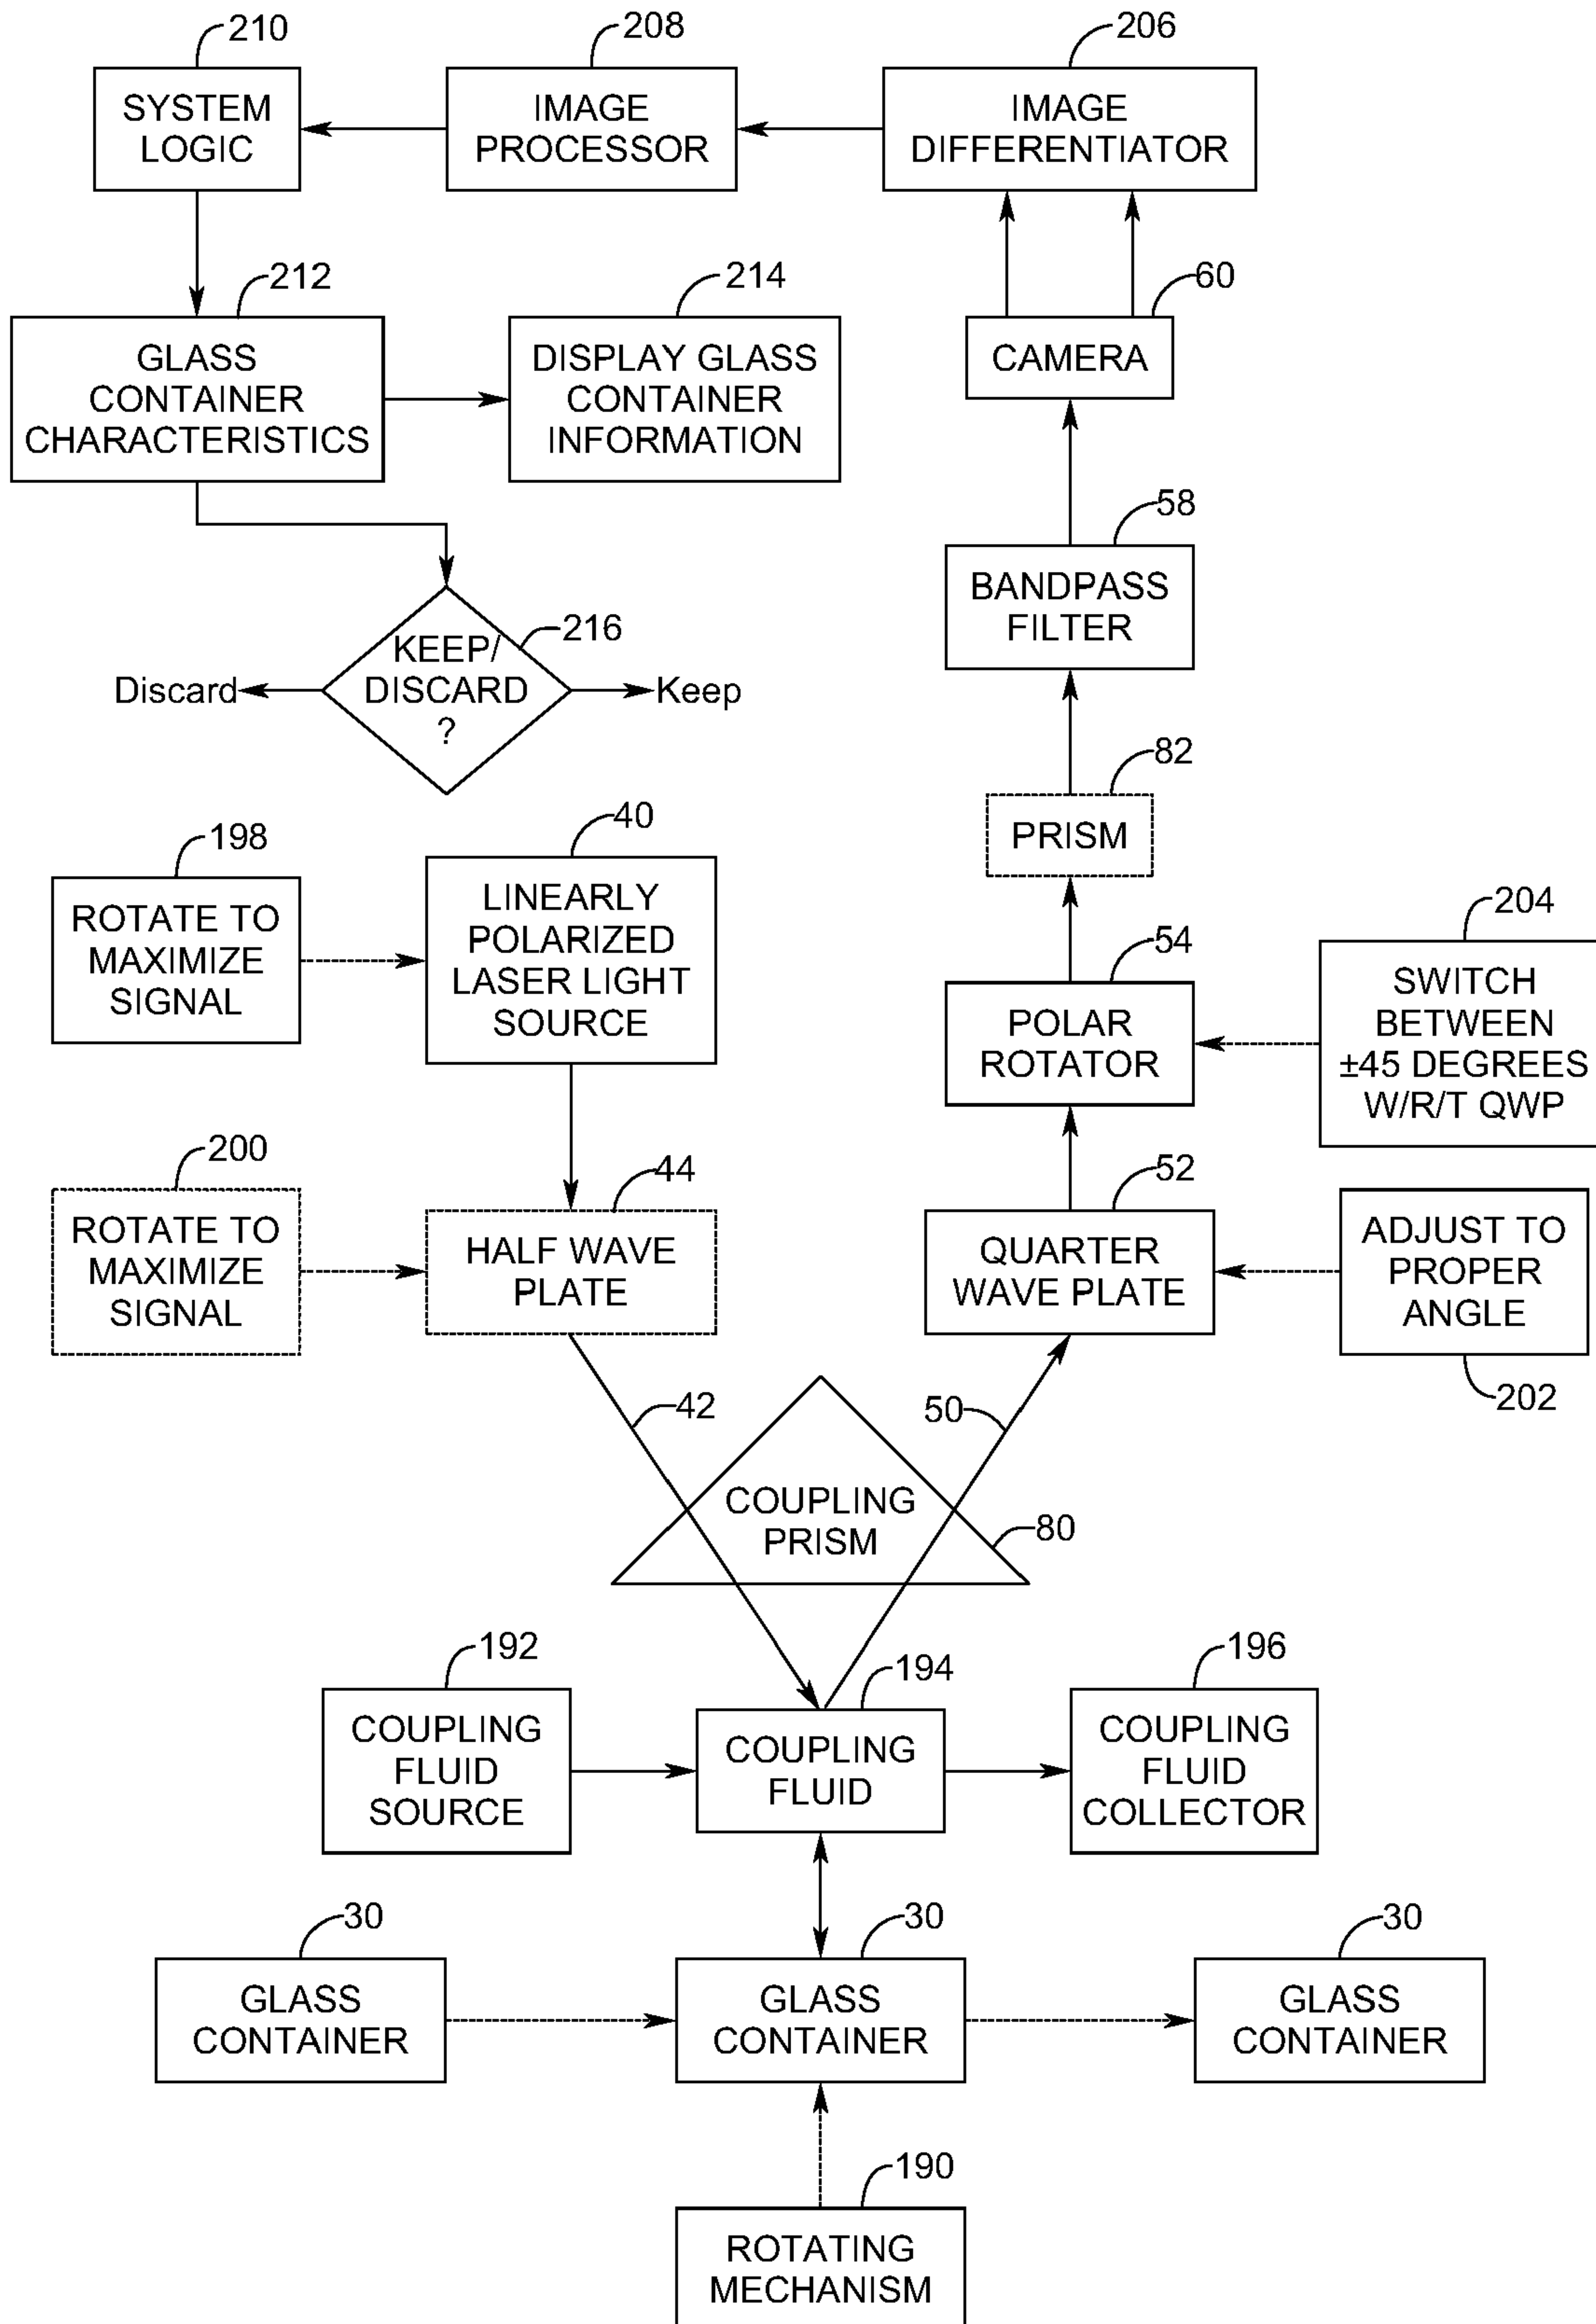 210
208
206
SYSTEM
LOGIC
IMAGE
PROCESSOR
IMAGE
DIFFERENTIATOR
212
214
60
GLASS
CONTAINER
CHARACTERISTICS
DISPLAY GLASS
CONTAINER
INFORMATION
CAMERA
58
BANDPASS
FILTER
216
KEEP/
DISCARD
?
Discard
Keep
82
PRISM
198
40
ROTATE TO
MAXIMIZE
SIGNAL
LINEARLY
POLARIZED
LASER LIGHT
SOURCE
54
204
POLAR
ROTATOR
SWITCH
BETWEEN
±45 DEGREES
W/R/T QWP
200
44
52
ROTATE TO
MAXIMIZE
SIGNAL
HALF WAVE
PLATE
QUARTER
WAVE PLATE
ADJUST TO
PROPER
ANGLE
202
42
50
COUPLING
PRISM
80
192
194
196
COUPLING
FLUID
SOURCE
COUPLING
FLUID
COUPLING
FLUID
COLLECTOR
30
30
30
GLASS
CONTAINER
GLASS
CONTAINER
GLASS
CONTAINER
190
ROTATING
MECHANISM